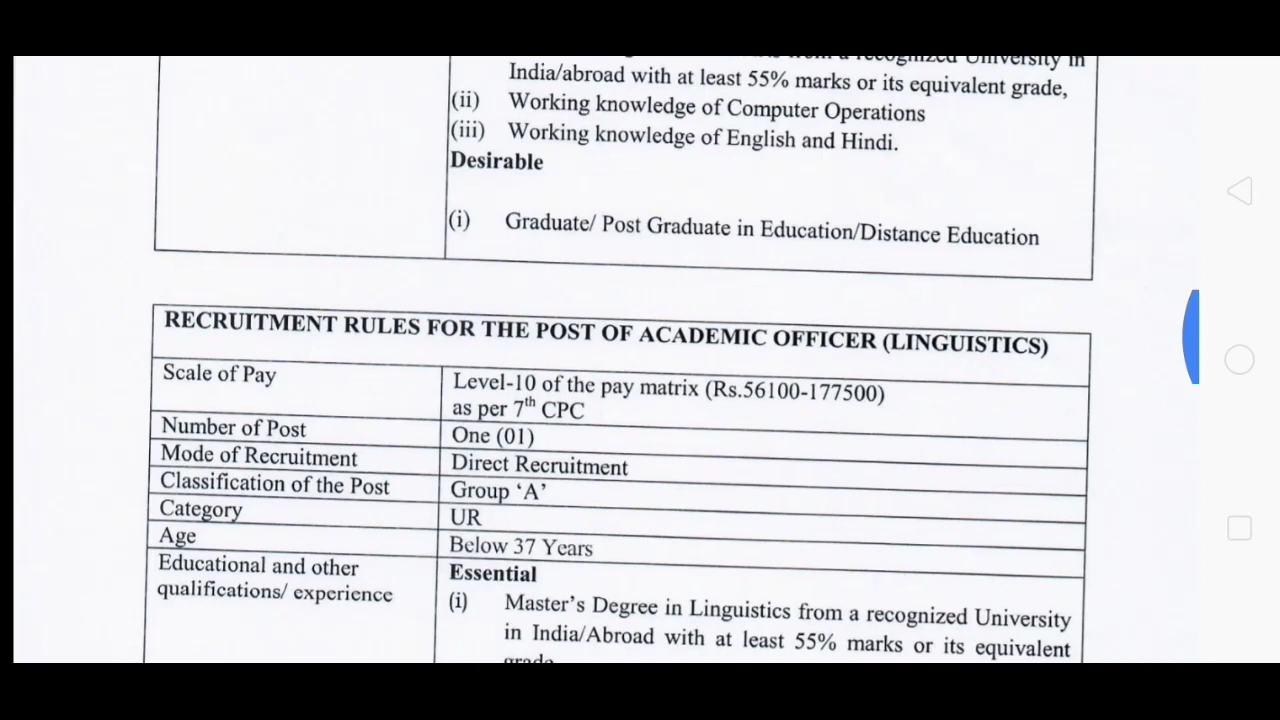 from a recognized University in
India/abroad with at least 55% marks or its equivalent grade,
(ii) Working knowledge of Computer Operations
(iii) Working knowledge of English and Hindi.
Desirable
(i) Graduate/ Post Graduate in Education/Distance Education
RECRUITMENT RULES FOR THE POST OF ACADEMIC OFFICER (LINGUISTICS)
Scale of Pay Level-10 of the pay matrix (Rs.56100-177500)
as per 7th CPC
Number of Post One (01)
Mode of Recruitment Direct Recruitment
Classification of the Post Group ‘A’
Category UR
Age Below 37 Years
Educational and other Essential
qualifications/ experience (i) Master’s Degree in Linguistics from a recognized University
in India/Abroad with at least 55% marks or its equivalent
grade